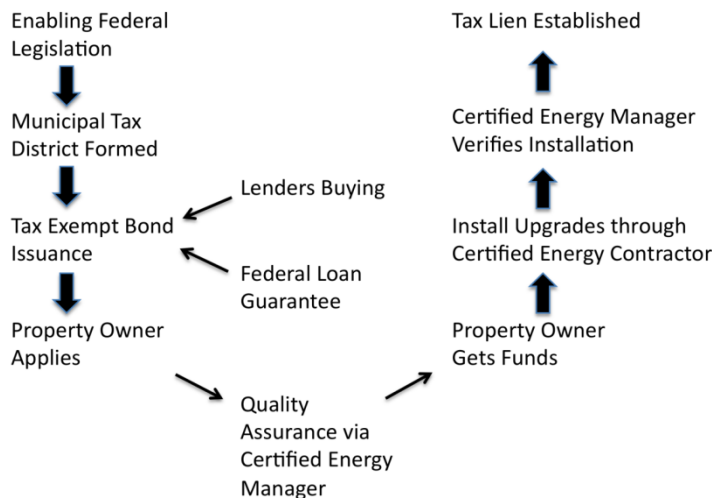 Enabling Federal
Legislation
Municipal Tax
District Formed
Tax Exempt Bond
Issuance
Property Owner
Applies
Lenders Buying
Federal Loan
Guarantee
Quality
Assurance via
Certified Energy
Manager
Tax Lien Established
Certified Energy Manager
Verifies Installation
Install Upgrades through
Certified Energy Contractor
Property Owner
Gets Funds